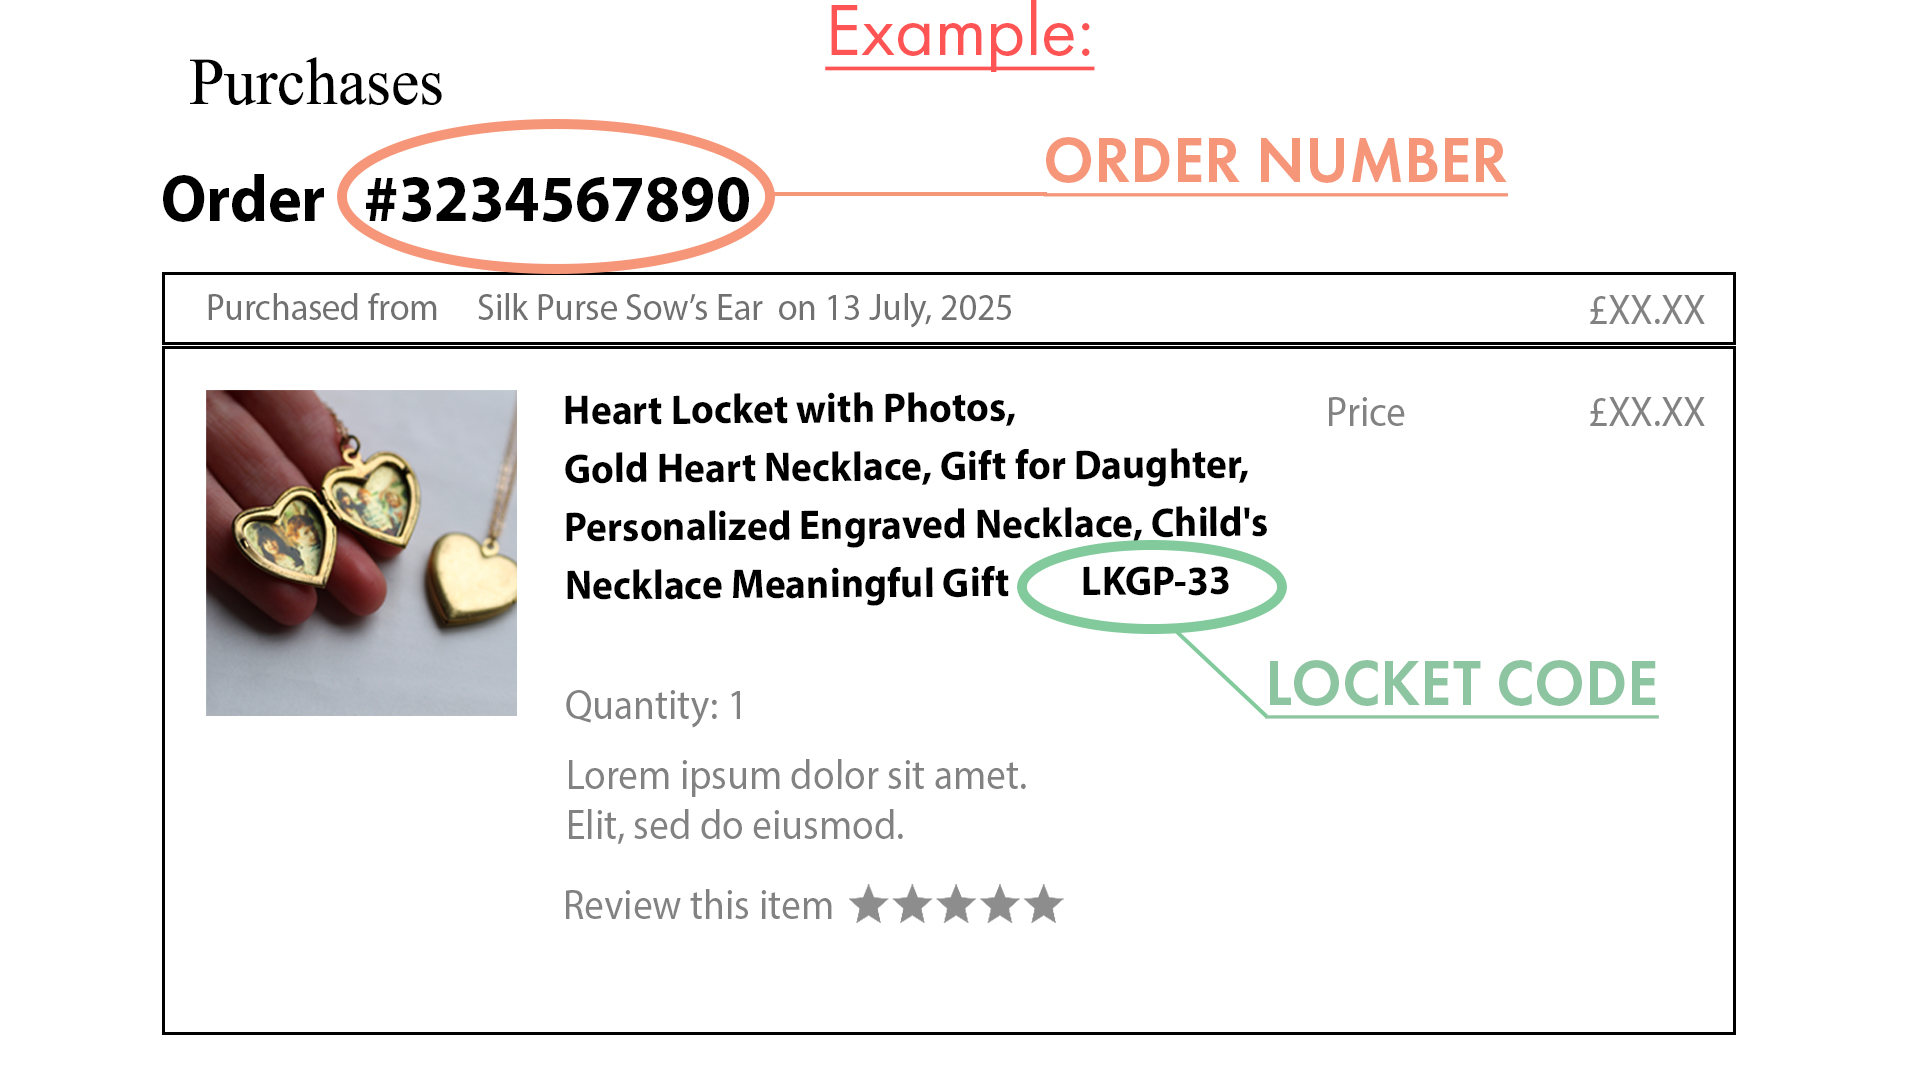 Example:
Purchases
Order #3234567890
ORDER NUMBER
Purchased from Silk Purse Sow’s Ear on 13 July, 2025 £XX.XX
Heart Locket with Photos,
Gold Heart Necklace, Gift for Daughter,
Personalized Engraved Necklace, Child's
Necklace Meaningful Gift LKGP-33
Price £XX.XX
LOCKET CODE
Quantity: 1
Lorem ipsum dolor sit amet.
Elit, sed do eiusmod.
Review this item